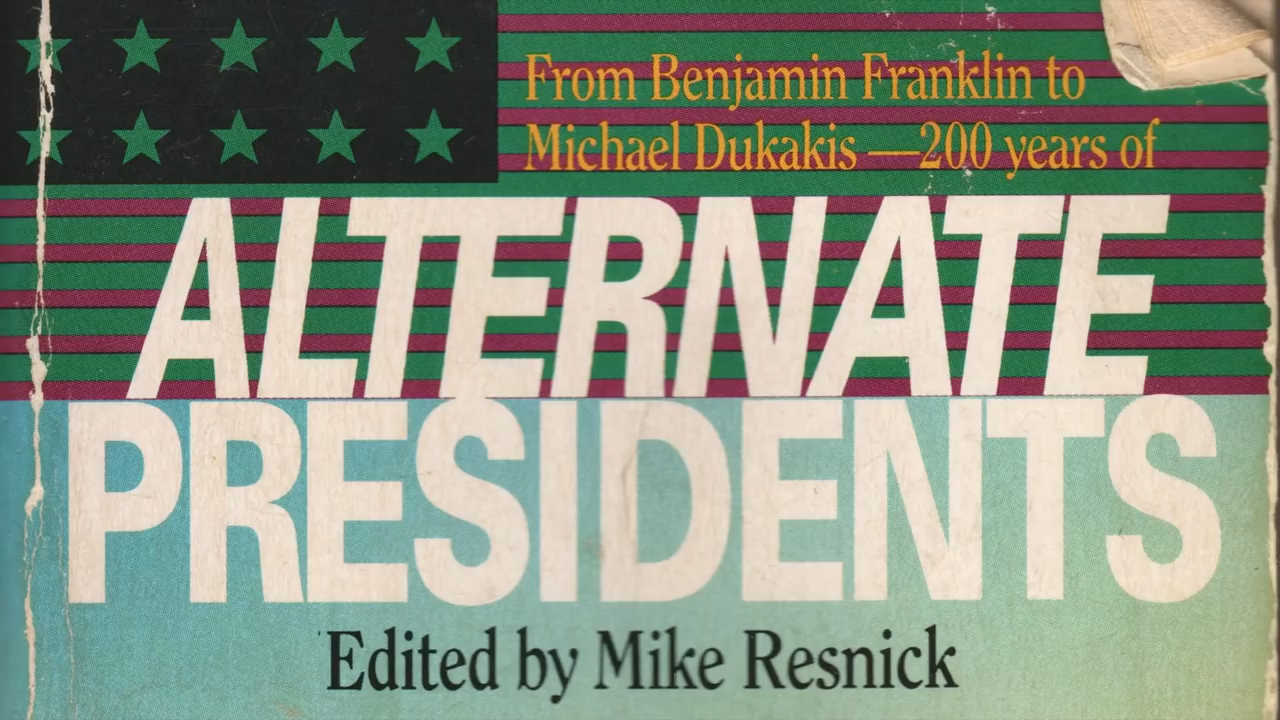 From Benjamin Franklin to
Michael Dukakis—200 years of
ALTERNATE
PRESIDENTS
Edited by Mike Resnick